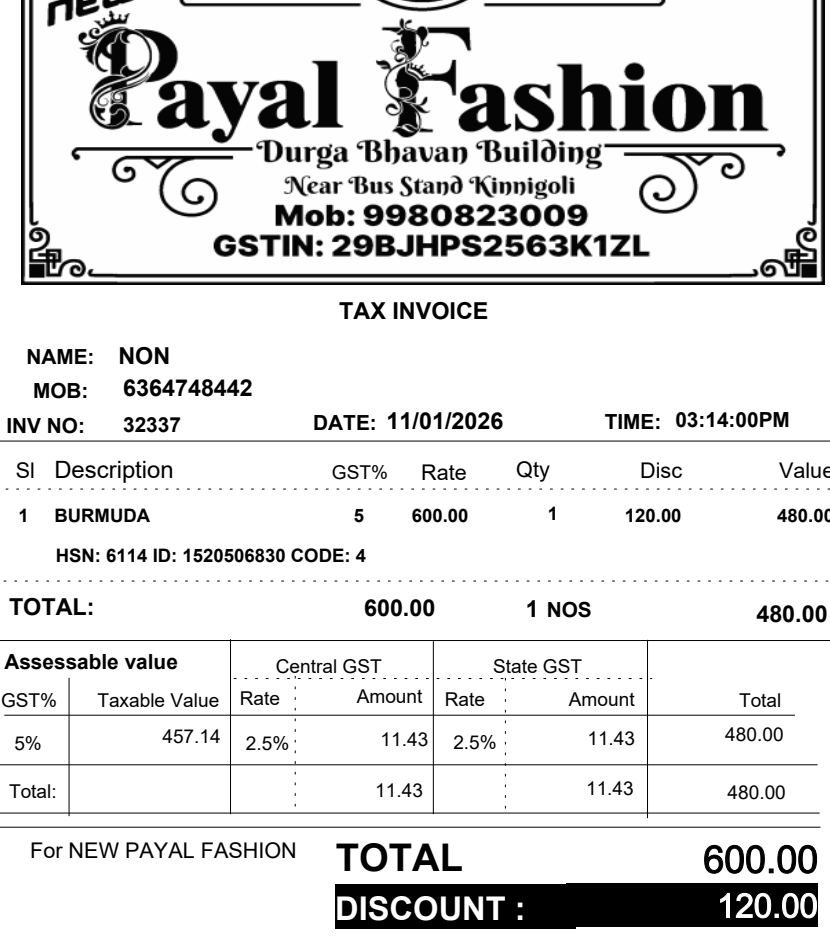 new
Payal Fashion
Durga Bhavan Building
Near Bus Stand Kinnigoli
Mob: 9980823009
GSTIN: 29BJHPS2563K1ZL
TAX INVOICE
NAME: NON
MOB: 6364748442
INV NO: 32337 DATE: 11/01/2026 TIME: 03:14:00PM
Sl Description GST% Rate Qty Disc Value
1 BURMUDA 5 600.00 1 120.00 480.00
HSN: 6114 ID: 1520506830 CODE: 4
TOTAL: 600.00 1 NOS 480.00
Assessable value Central GST State GST
GST% Taxable Value Rate Amount Rate Amount Total
5% 457.14 2.5% 11.43 2.5% 11.43 480.00
Total: 11.43 11.43 480.00
For NEW PAYAL FASHION TOTAL 600.00
DISCOUNT : 120.00